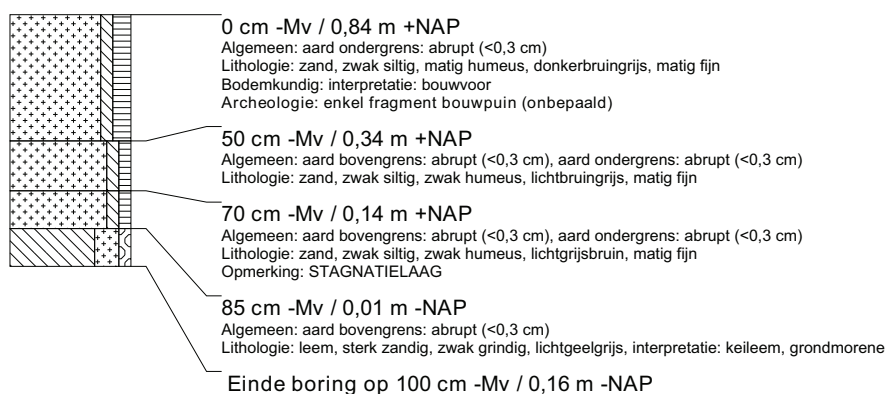 0 cm -Mv / 0,84 m +NAP
Algemeen: aard ondergrens: abrupt (<0,3 cm)
Lithologie: zand, zwak siltig, matig humeus, donkerbruingrijs, matig fijn
Bodemkundig: interpretatie: bouwvoor
Archeologie: enkel fragment bouwpuin (onbepaald)
50 cm -Mv / 0,34 m +NAP
Algemeen: aard bovengrens: abrupt (<0,3 cm), aard ondergrens: abrupt (<0,3 cm)
Lithologie: zand, zwak siltig, zwak humeus, lichtbruingrijs, matig fijn
70 cm -Mv / 0,14 m +NAP
Algemeen: aard bovengrens: abrupt (<0,3 cm), aard ondergrens: abrupt (<0,3 cm)
Lithologie: zand, zwak siltig, zwak humeus, lichtgrijsbruin, matig fijn
Opmerking: STAGNATIELAAG
85 cm -Mv / 0,01 m -NAP
Algemeen: aard bovengrens: abrupt (<0,3 cm)
Lithologie: leem, sterk zandig, zwak grindig, lichtgeelgrijs, interpretatie: keileem, grondmorene
Einde boring op 100 cm -Mv / 0,16 m -NAP